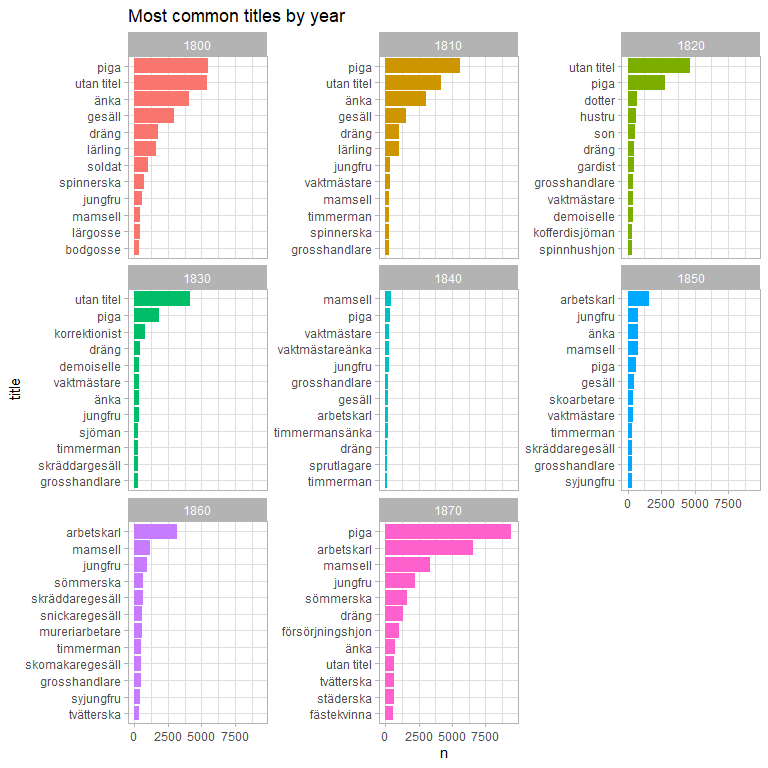 Most common titles by year
1800
piga
utan titel
änka
gesäll
dräng
lärling
soldat
spinnerska
jungfru
mamsell
lärgosse
bodgosse
1810
piga
utan titel
änka
gesäll
dräng
lärling
jungfru
vaktmästare
mamsell
timmerman
spinnerska
grosshandlare
1820
utan titel
piga
dotter
hustru
son
dräng
gardist
grosshandlare
vaktmästare
demoiselle
kofferdisjöman
spinnhushjon
title
1830
utan titel
piga
korrektionist
dräng
demoiselle
vaktmästare
änka
jungfru
sjöman
timmerman
skräddargesäll
grosshandlare
1840
mamsell
piga
vaktmästare
vaktmästareänka
jungfru
grosshandlare
gesäll
arbetskarl
timmermansänka
dräng
sprutlagare
timmerman
1850
arbetskarl
jungfru
änka
mamsell
piga
gesäll
skoarbetare
vaktmästare
timmerman
skräddaregesäll
grosshandlare
syjungfru
0 2500 5000 7500
1860
arbetskarl
mamsell
jungfru
sömmerska
skräddaregesäll
snickaregesäll
mureriarbetare
timmerman
skomakaregesäll
grosshandlare
syjungfru
tvätterska
0 2500 5000 7500
1870
piga
arbetskarl
mamsell
jungfru
sömmerska
dräng
försörjningshjon
änka
utan titel
tvätterska
städerska
fästekvinna
0 2500 5000 7500
n